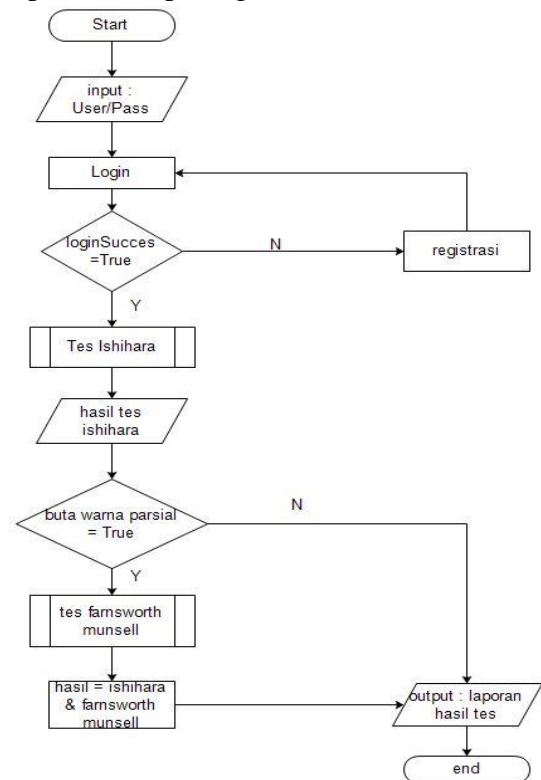 Start
input :
User/Pass
Login
loginSucces
=True
N
registrasi
Y
Tes Ishihara
hasil tes
ishihara
buta warna parsial
= True
N
Y
tes farnsworth
munsell
hasil = ishihara
& farnsworth
munsell
output : laporan
hasil tes
end